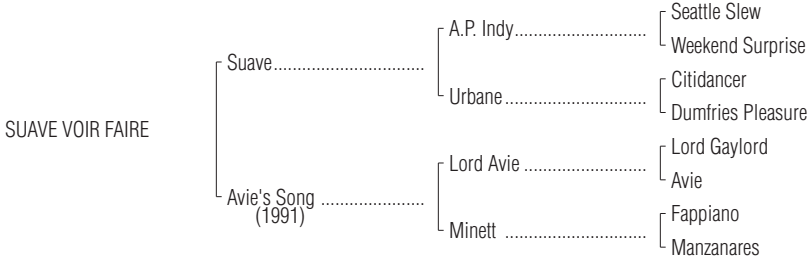 Seattle Slew
A.P. Indy..............................
Weekend Surprise
Suave..................................
Citidancer
Urbane ................................
Dumfries Pleasure
SUAVE VOIR FAIRE
Lord Gaylord
Lord Avie ............................
Avie
Avie's Song .......................
(1991)
Fappiano
Minett ................................
Manzanares